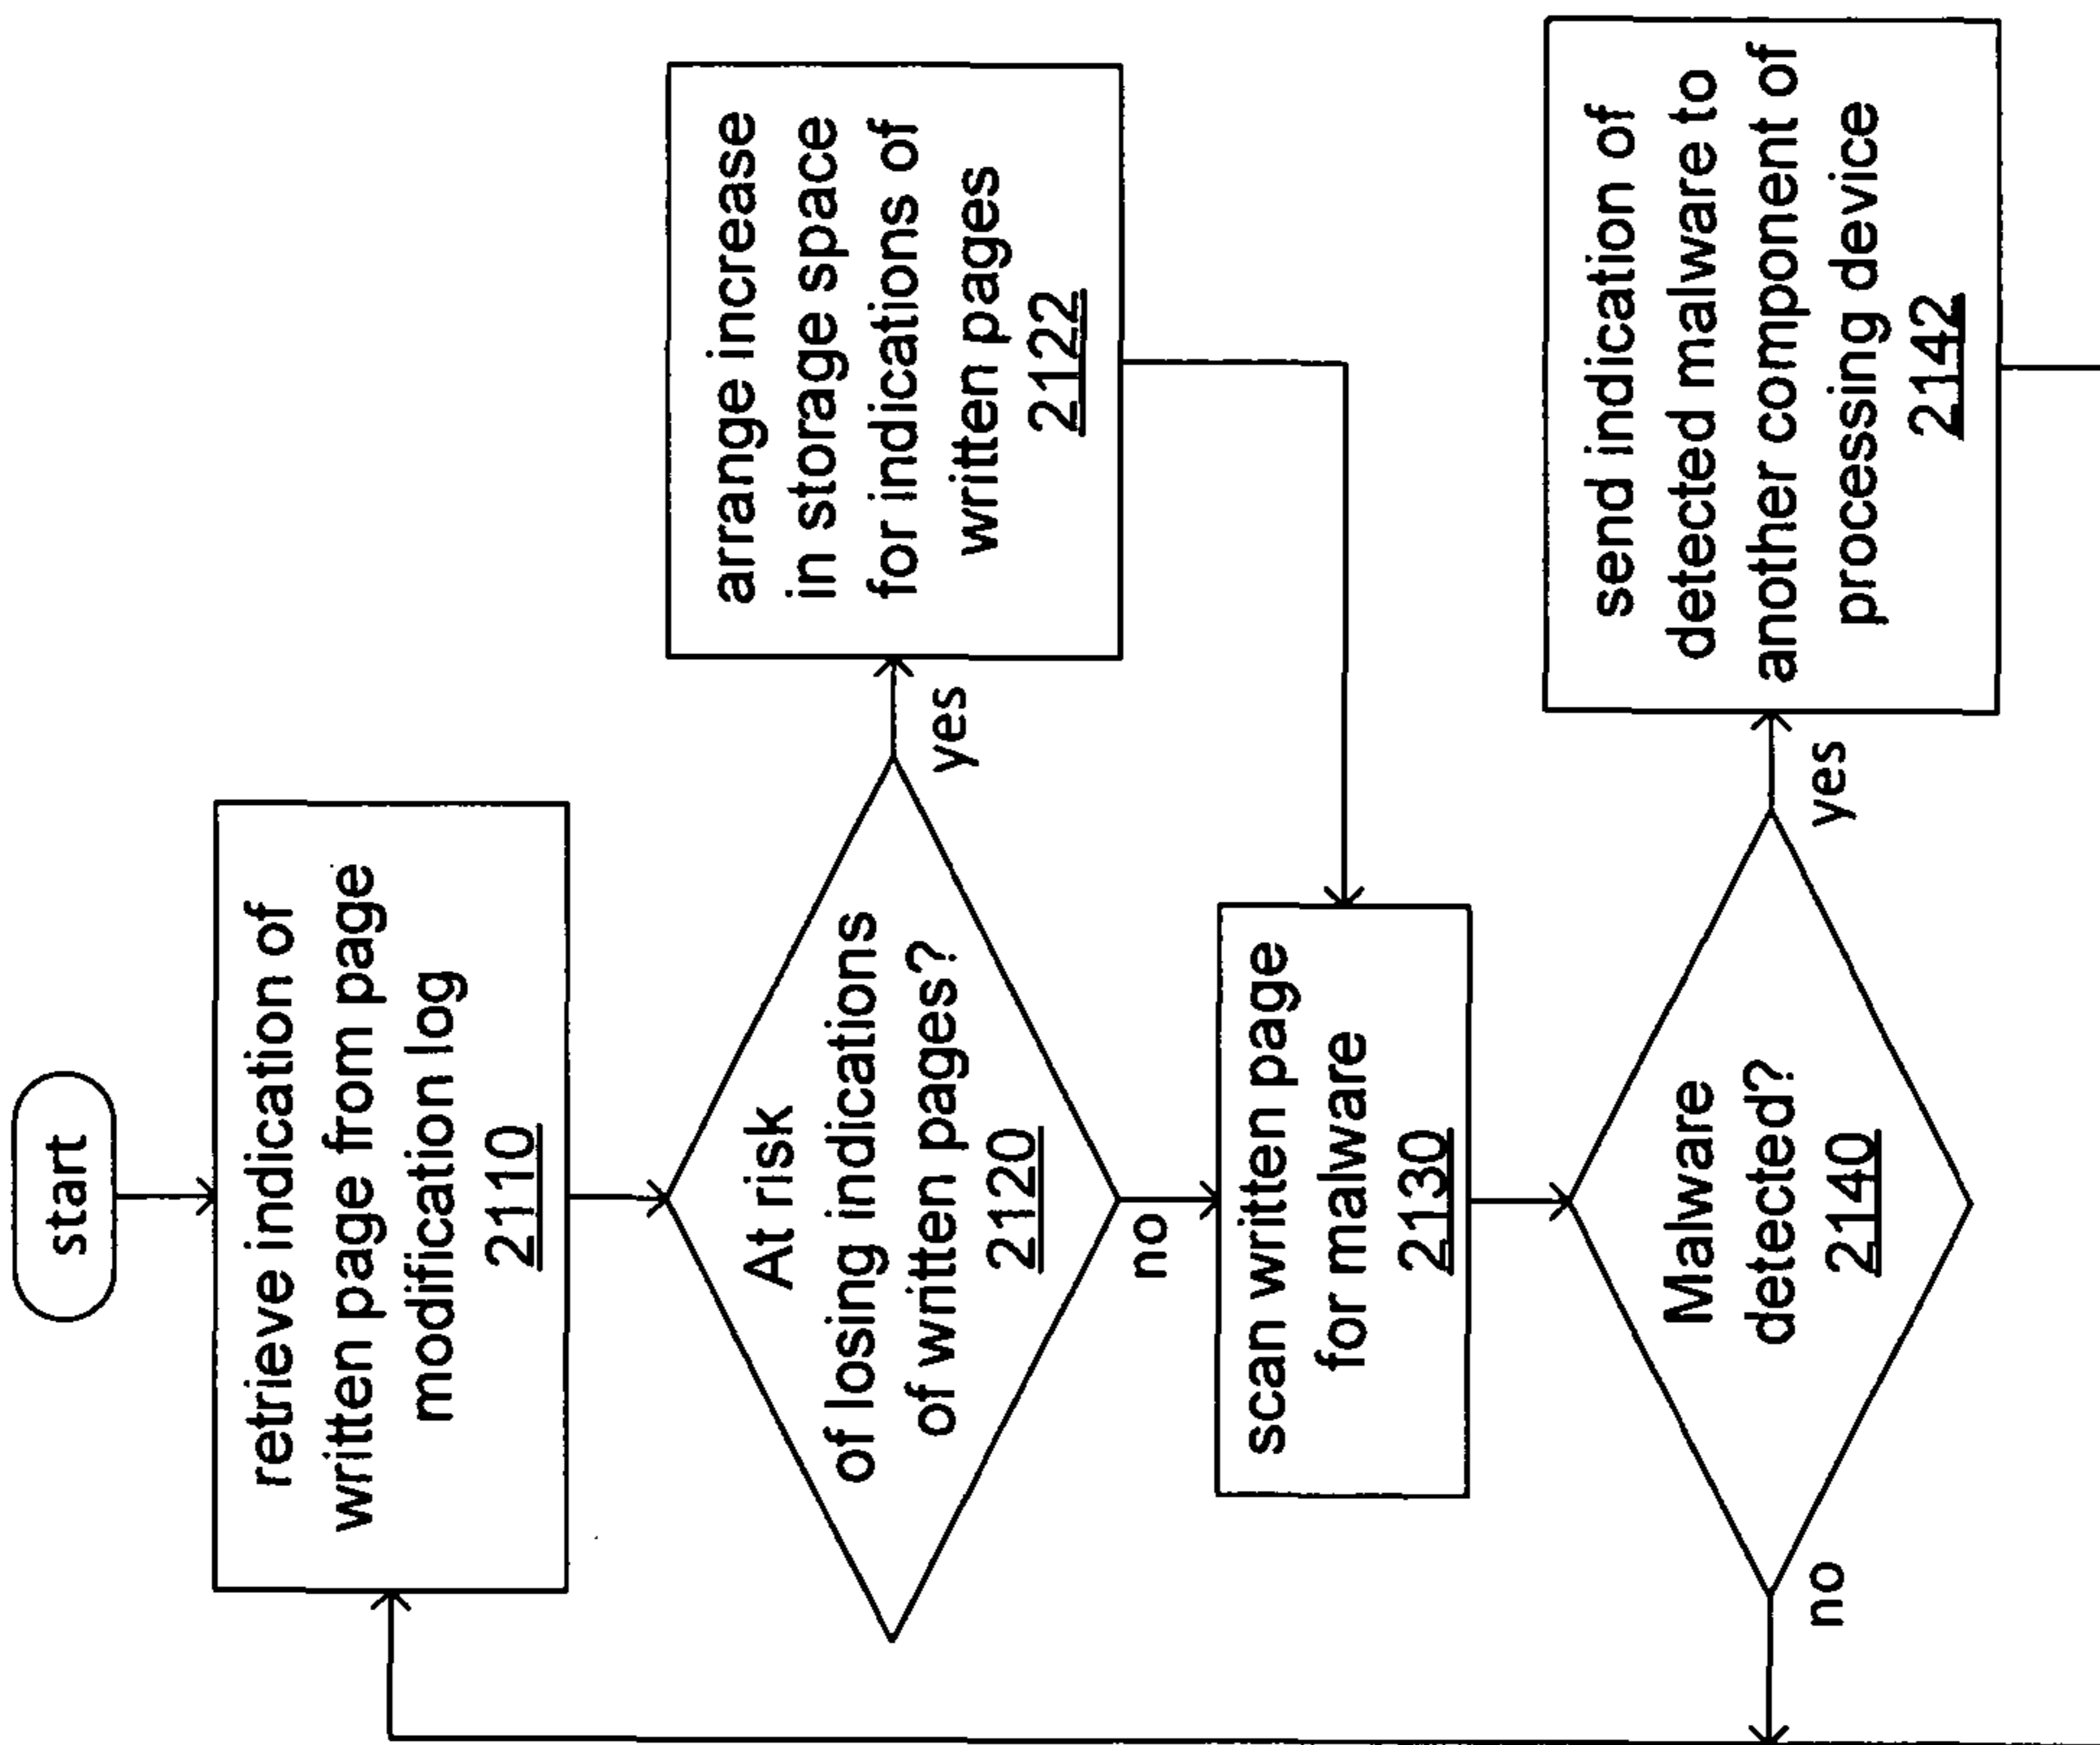 start
retrieve indication of
written page from page
modification log
2110
At risk
of losing indications
of written pages?
2120
yes
arrange increase
in storage space
for indications of
written pages
2122
no
scan written page
for malware
2130
Malware
detected?
2140
yes
send indication of
detected malware to
another component of
processing device
2142
no